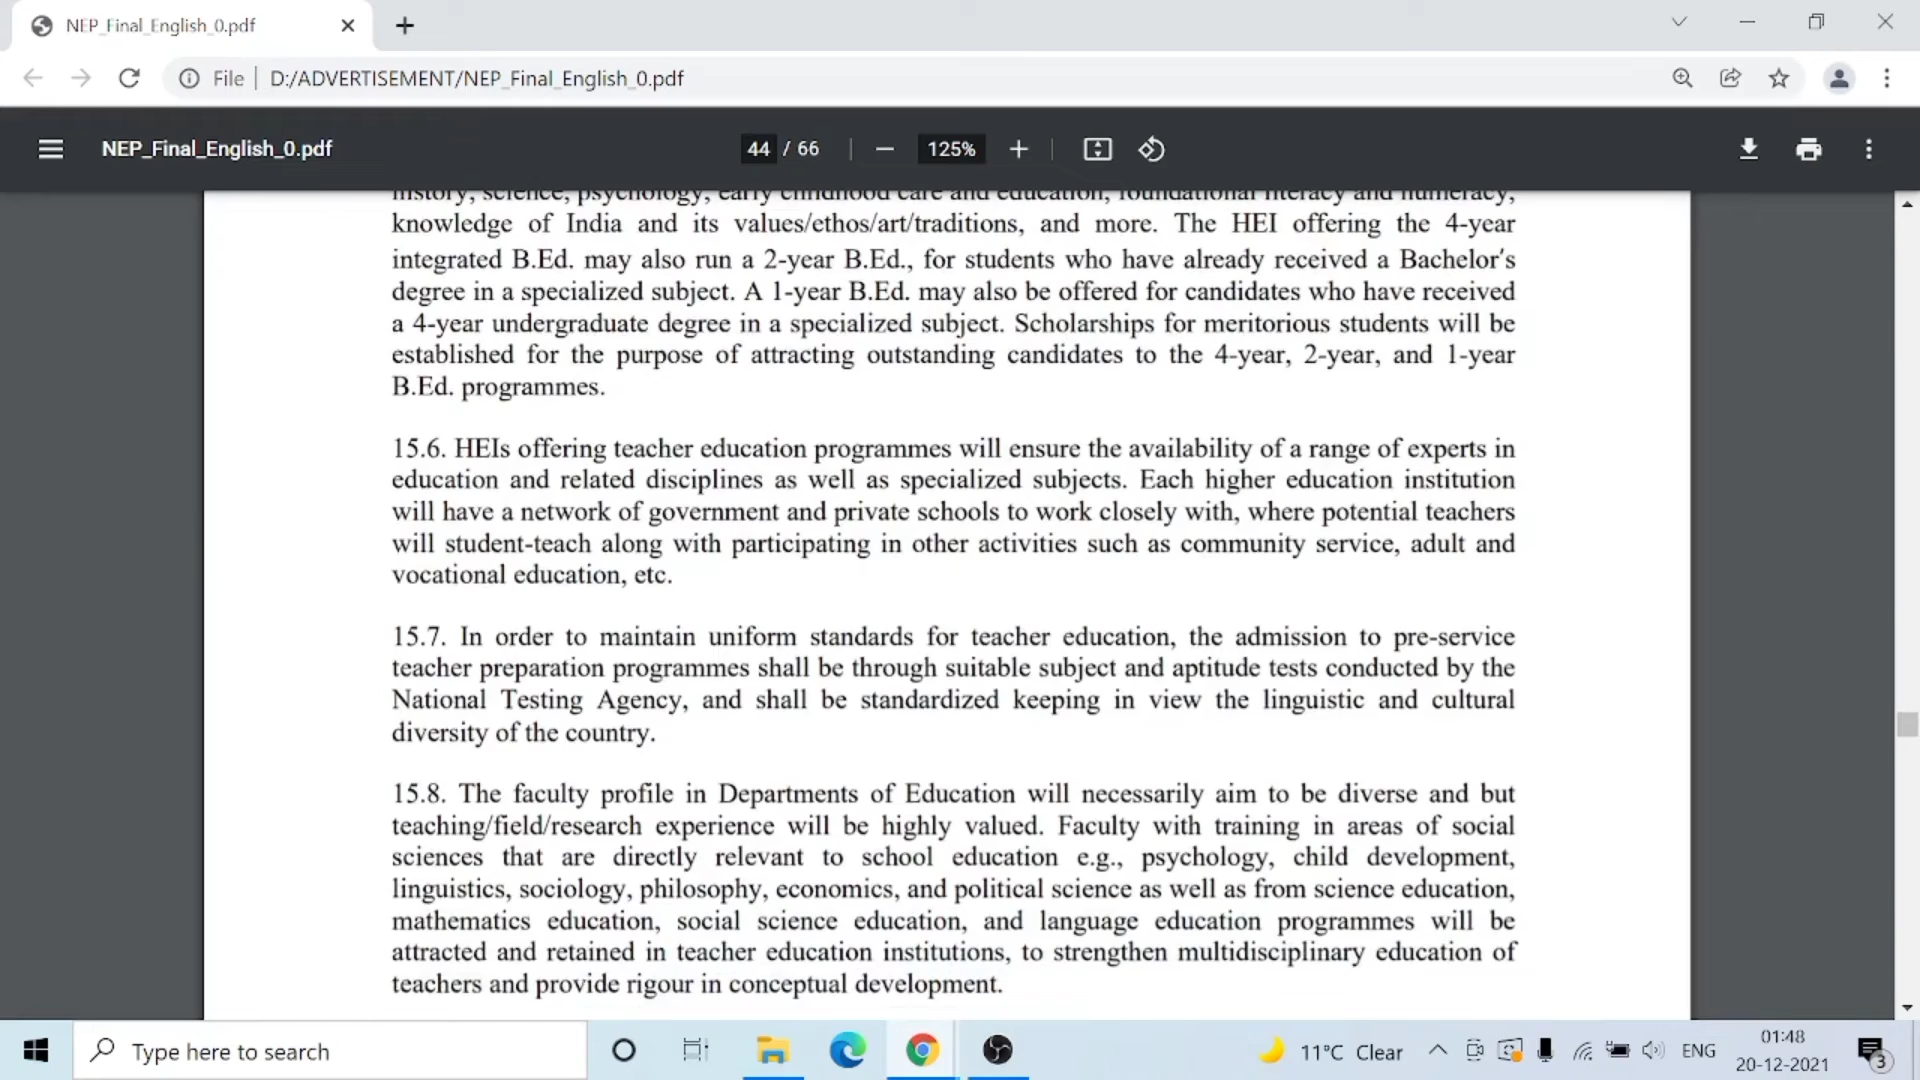 NEP_Final_English_0.pdf
File
D:/ADVERTISEMENT/NEP_Final_English_0.pdf
NEP_Final_English_0.pdf
44 / 66
125%
history, science, psychology, early childhood care and education, foundational literacy and numeracy,
knowledge of India and its values/ethos/art/traditions, and more. The HEI offering the 4-year
integrated B.Ed. may also run a 2-year B.Ed., for students who have already received a Bachelor’s
degree in a specialized subject. A 1-year B.Ed. may also be offered for candidates who have received
a 4-year undergraduate degree in a specialized subject. Scholarships for meritorious students will be
established for the purpose of attracting outstanding candidates to the 4-year, 2-year, and 1-year
B.Ed. programmes.
15.6. HEIs offering teacher education programmes will ensure the availability of a range of experts in
education and related disciplines as well as specialized subjects. Each higher education institution
will have a network of government and private schools to work closely with, where potential teachers
will student-teach along with participating in other activities such as community service, adult and
vocational education, etc.
15.7. In order to maintain uniform standards for teacher education, the admission to pre-service
teacher preparation programmes shall be through suitable subject and aptitude tests conducted by the
National Testing Agency, and shall be standardized keeping in view the linguistic and cultural
diversity of the country.
15.8. The faculty profile in Departments of Education will necessarily aim to be diverse and but
teaching/field/research experience will be highly valued. Faculty with training in areas of social
sciences that are directly relevant to school education e.g., psychology, child development,
linguistics, sociology, philosophy, economics, and political science as well as from science education,
mathematics education, social science education, and language education programmes will be
attracted and retained in teacher education institutions, to strengthen multidisciplinary education of
teachers and provide rigour in conceptual development.
Type here to search
11°C Clear
ENG
01:48
20-12-2021
3